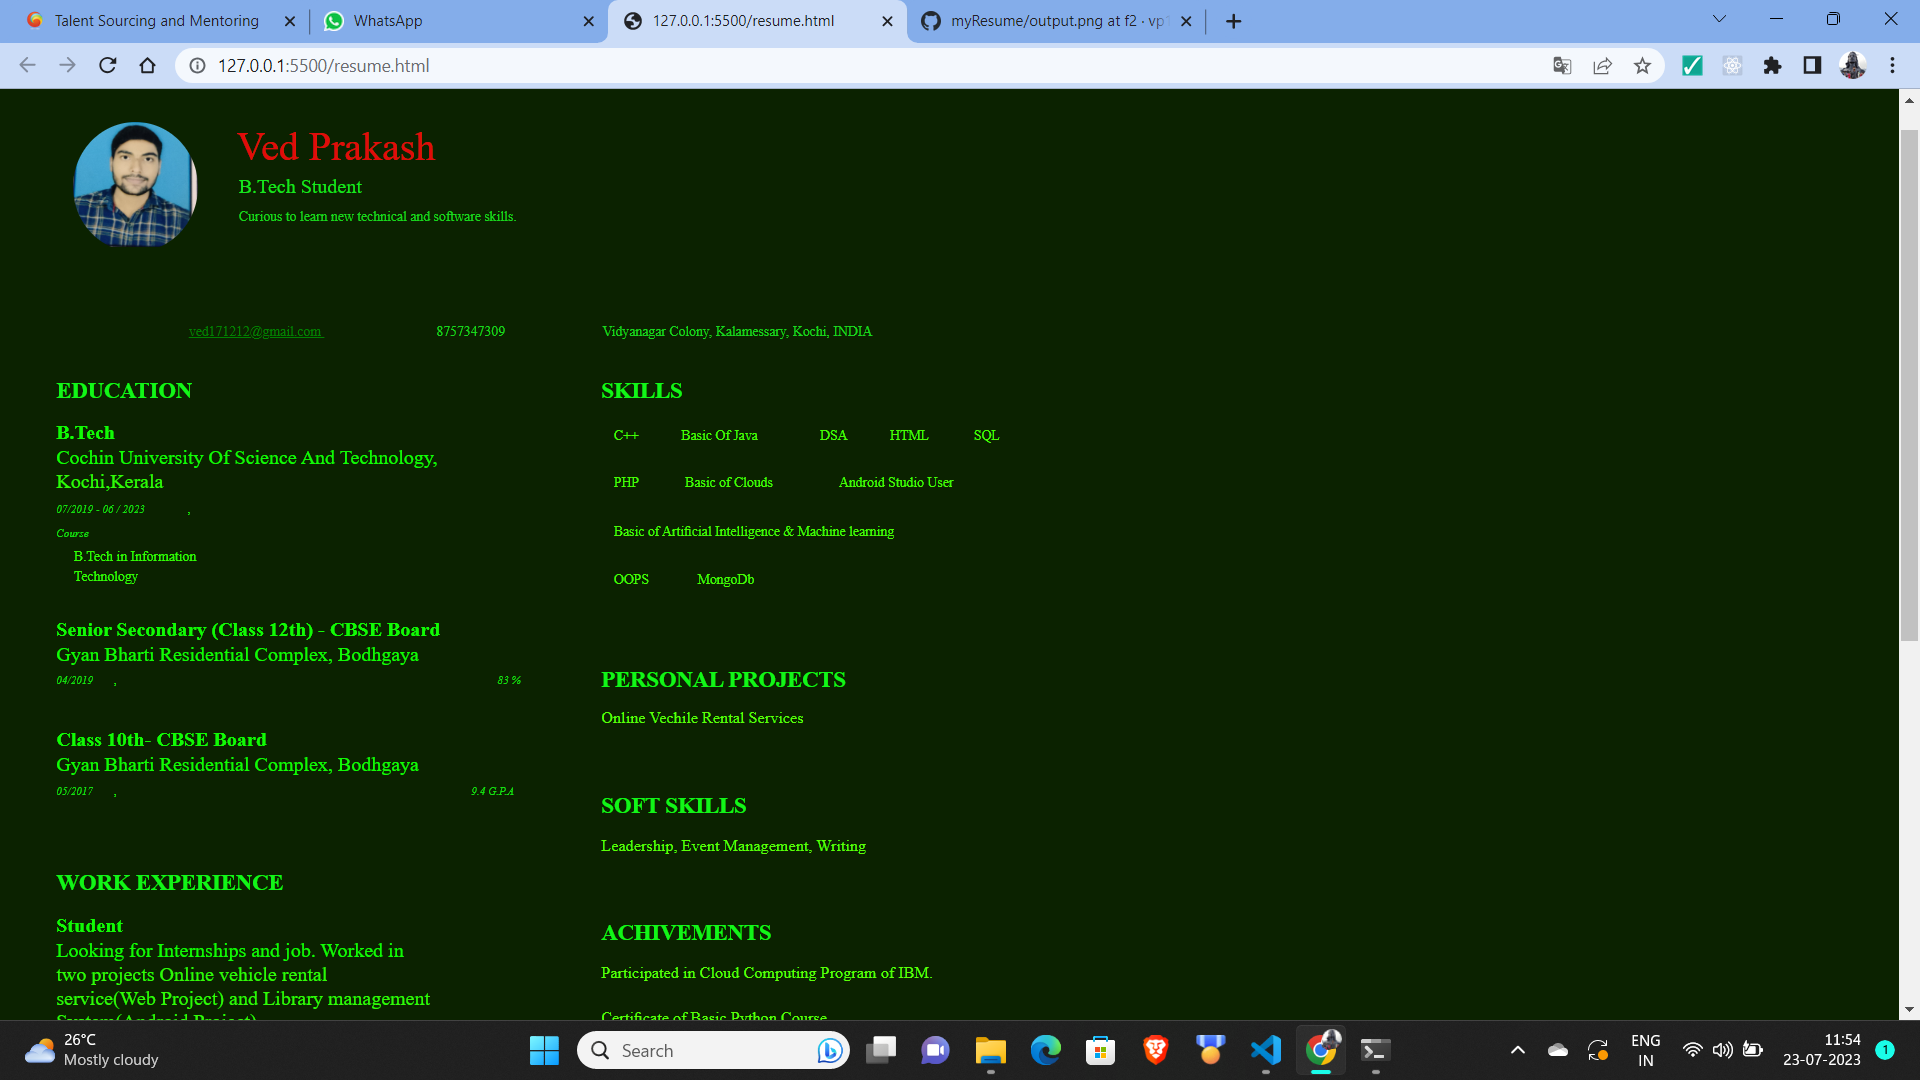 Talent Sourcing and Mentoring
WhatsApp
127.0.0.1:5500/resume.html
myResume/output.png at f2 · vp1
127.0.0.1:5500/resume.html
Ved Prakash
B.Tech Student
Curious to learn new technical and software skills.
ved171212@gmail.com
8757347309
Vidyanagar Colony, Kalamessary, Kochi, INDIA
EDUCATION
B.Tech
Cochin University Of Science And Technology,
Kochi,Kerala
07/2019 - 06 / 2023 ,
Course
B.Tech in Information
Technology
Senior Secondary (Class 12th) - CBSE Board
Gyan Bharti Residential Complex, Bodhgaya
04/2019 , 83 %
Class 10th- CBSE Board
Gyan Bharti Residential Complex, Bodhgaya
05/2017 , 9.4 G.P.A
WORK EXPERIENCE
Student
Looking for Internships and job. Worked in
two projects Online vehicle rental
service(Web Project) and Library management
System(Android Project)
SKILLS
C++ Basic Of Java DSA HTML SQL
PHP Basic of Clouds Android Studio User
Basic of Artificial Intelligence & Machine learning
OOPS MongoDb
PERSONAL PROJECTS
Online Vechile Rental Services
SOFT SKILLS
Leadership, Event Management, Writing
ACHIVEMENTS
Participated in Cloud Computing Program of IBM.
Certificate of Basic Python Course
26°C
Mostly cloudy
Search
ENG
IN
11:54
23-07-2023
1